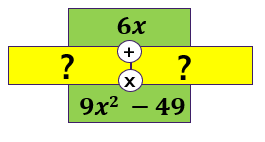 6x
+
? ?
x
9x² − 49